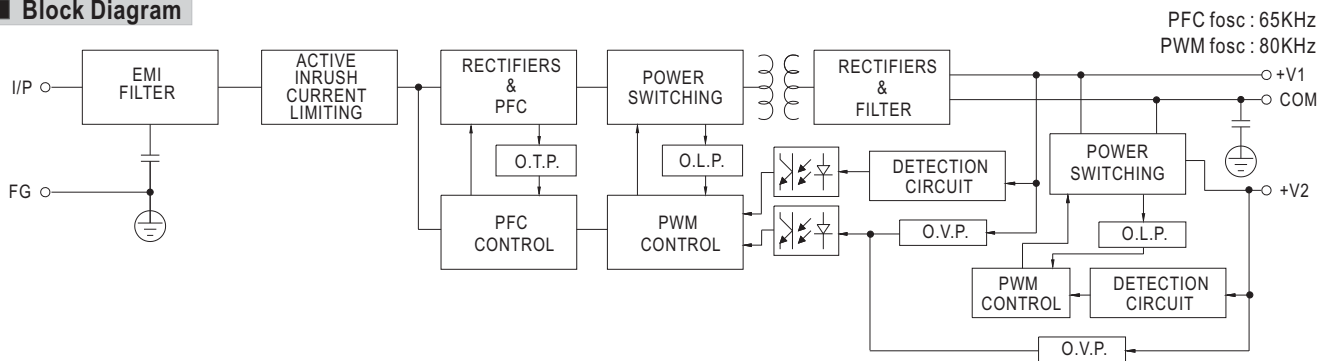 Block Diagram
PFC fosc : 65KHz
PWM fosc : 80KHz
I/P
EMI
FILTER
ACTIVE
INRUSH
CURRENT
LIMITING
RECTIFIERS
&
PFC
POWER
SWITCHING
RECTIFIERS
&
FILTER
+V1
COM
FG
O.T.P.
O.L.P.
DETECTION
CIRCUIT
POWER
SWITCHING
+V2
PFC
CONTROL
PWM
CONTROL
O.V.P.
O.L.P.
PWM
CONTROL
DETECTION
CIRCUIT
O.V.P.